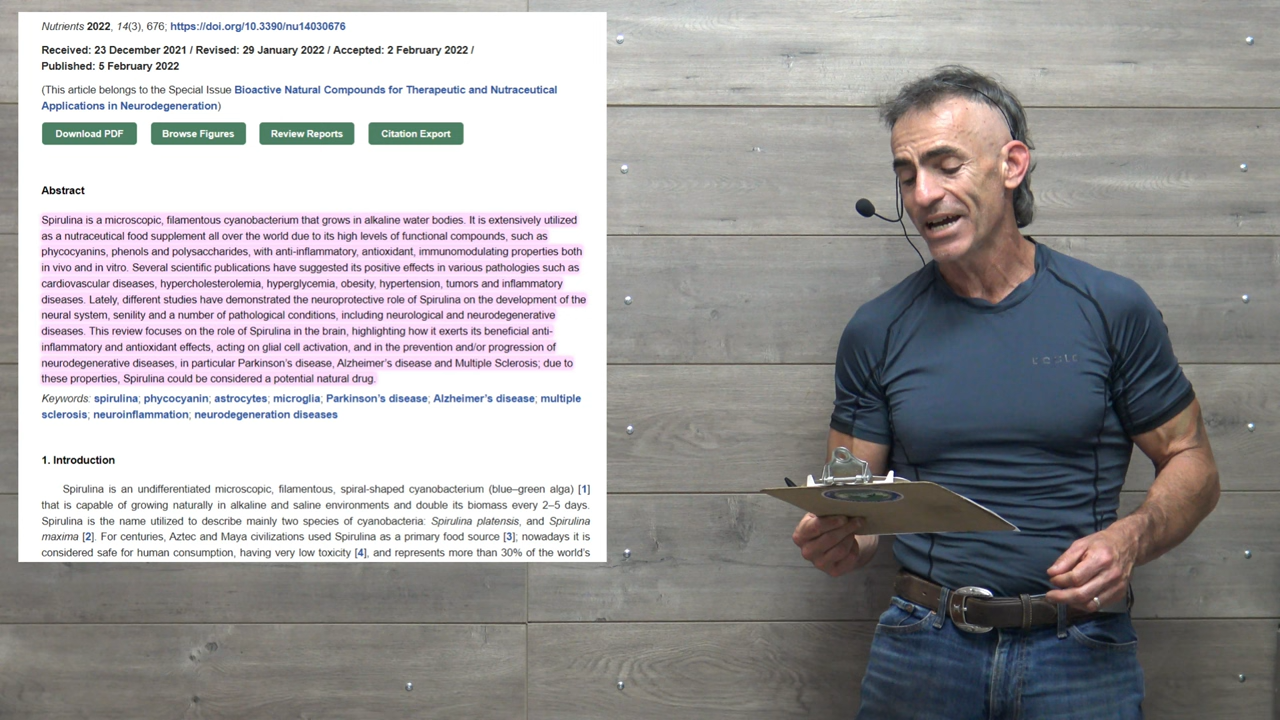 Nutrients 2022, 14(3), 676; https://doi.org/10.3390/nu14030676
Received: 23 December 2021 / Revised: 29 January 2022 / Accepted: 2 February 2022 /
Published: 5 February 2022
(This article belongs to the Special Issue Bioactive Natural Compounds for Therapeutic and Nutraceutical
Applications in Neurodegeneration)
Download PDF Browse Figures Review Reports Citation Export
Abstract
Spirulina is a microscopic, filamentous cyanobacterium that grows in alkaline water bodies. It is extensively utilized
as a nutraceutical food supplement all over the world due to its high levels of functional compounds, such as
phycocyanins, phenols and polysaccharides, with anti-inflammatory, antioxidant, immunomodulating properties both
in vivo and in vitro. Several scientific publications have suggested its positive effects in various pathologies such as
cardiovascular diseases, hypercholesterolemia, hyperglycemia, obesity, hypertension, tumors and inflammatory
diseases. Lately, different studies have demonstrated the neuroprotective role of Spirulina on the development of the
neural system, senility and a number of pathological conditions, including neurological and neurodegenerative
diseases. This review focuses on the role of Spirulina in the brain, highlighting how it exerts its beneficial anti-
inflammatory and antioxidant effects, acting on glial cell activation, and in the prevention and/or progression of
neurodegenerative diseases, in particular Parkinson's disease, Alzheimer's disease and Multiple Sclerosis; due to
these properties, Spirulina could be considered a potential natural drug.
Keywords: spirulina; phycocyanin; astrocytes; microglia; Parkinson's disease; Alzheimer's disease; multiple
sclerosis; neuroinflammation; neurodegeneration diseases
1. Introduction
Spirulina is an undifferentiated microscopic, filamentous, spiral-shaped cyanobacterium (blue–green alga) [1]
that is capable of growing naturally in alkaline and saline environments and double its biomass every 2–5 days.
Spirulina is the name utilized to describe mainly two species of cyanobacteria: Spirulina platensis, and Spirulina
maxima [2]. For centuries, Aztec and Maya civilizations used Spirulina as a primary food source [3]; nowadays it is
considered safe for human consumption, having very low toxicity [4], and represents more than 30% of the world's